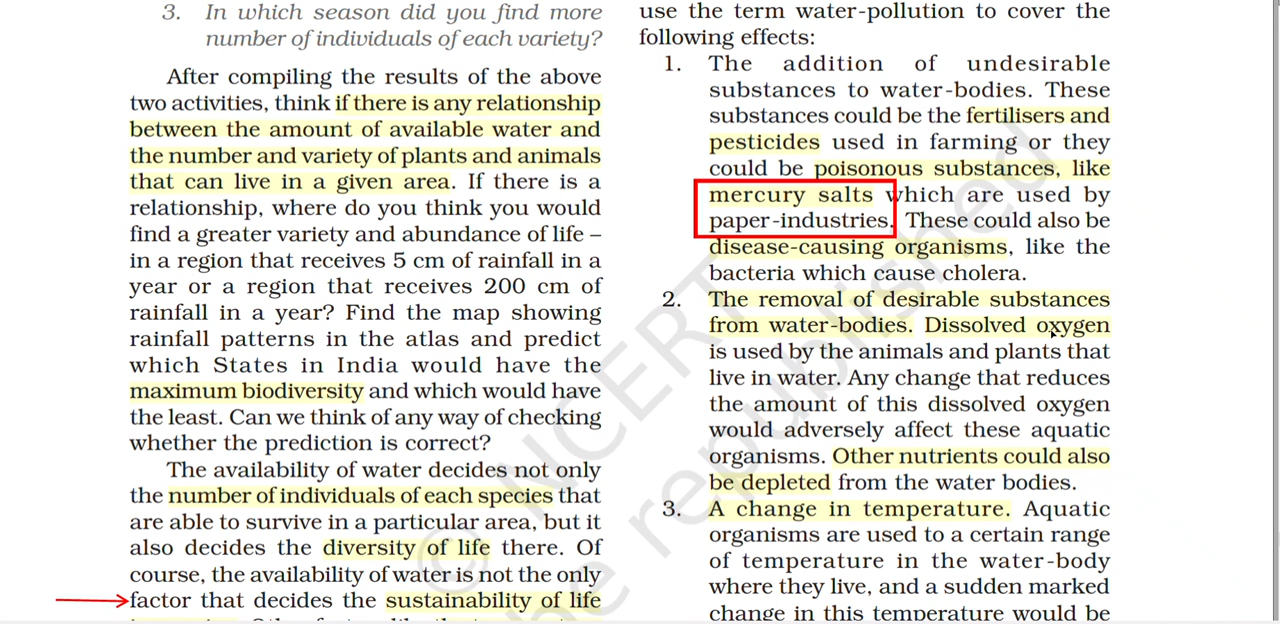 3. In which season did you find more
number of individuals of each variety?
After compiling the results of the above
two activities, think if there is any relationship
between the amount of available water and
the number and variety of plants and animals
that can live in a given area. If there is a
relationship, where do you think you would
find a greater variety and abundance of life –
in a region that receives 5 cm of rainfall in a
year or a region that receives 200 cm of
rainfall in a year? Find the map showing
rainfall patterns in the atlas and predict
which States in India would have the
maximum biodiversity and which would have
the least. Can we think of any way of checking
whether the prediction is correct?
The availability of water decides not only
the number of individuals of each species that
are able to survive in a particular area, but it
also decides the diversity of life there. Of
course, the availability of water is not the only
factor that decides the sustainability of life
use the term water-pollution to cover the
following effects:
1. The addition of undesirable
substances to water-bodies. These
substances could be the fertilisers and
pesticides used in farming or they
could be poisonous substances, like
mercury salts which are used by
paper-industries. These could also be
disease-causing organisms, like the
bacteria which cause cholera.
2. The removal of desirable substances
from water-bodies. Dissolved oxygen
is used by the animals and plants that
live in water. Any change that reduces
the amount of this dissolved oxygen
would adversely affect these aquatic
organisms. Other nutrients could also
be depleted from the water bodies.
3. A change in temperature. Aquatic
organisms are used to a certain range
of temperature in the water-body
where they live, and a sudden marked
change in this temperature would be
© NCERT
be republished